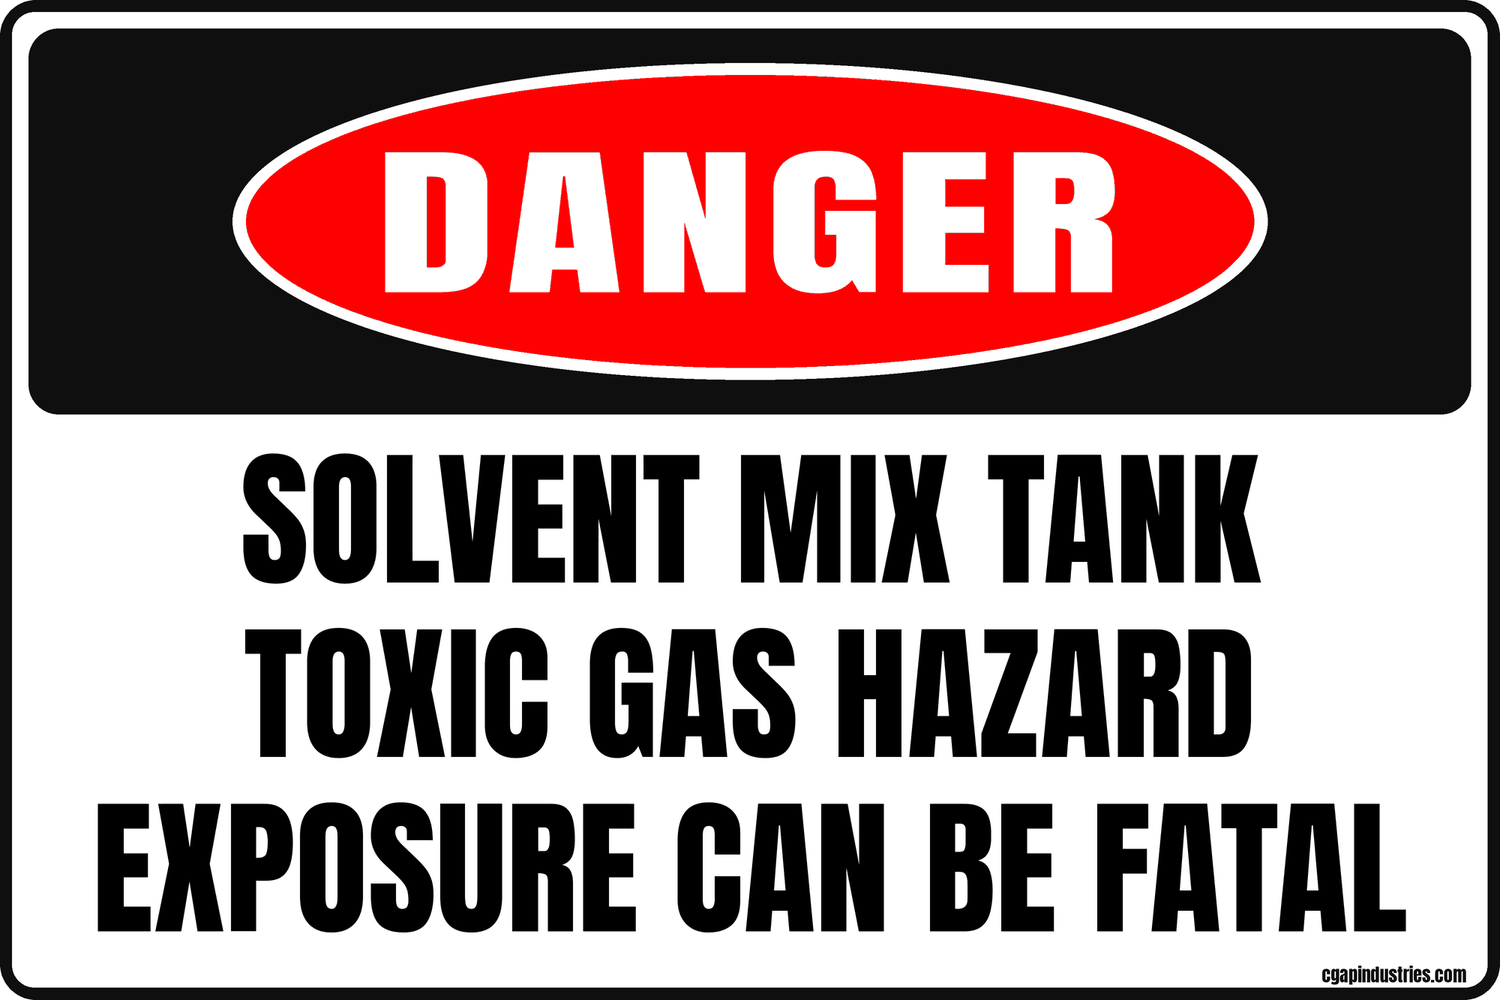 DANGER
SOLVENT MIX TANK
TOXIC GAS HAZARD
EXPOSURE CAN BE FATAL
cgapindustries.com